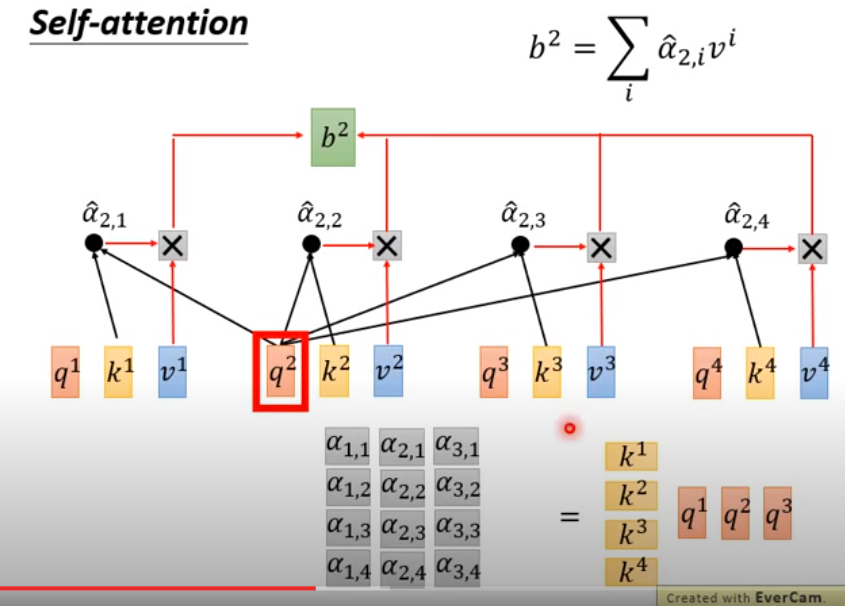 Self-attention
b² = ∑ᵢ α̂₂,ᵢvⁱ
b²
α̂₂,₁ α̂₂,₂ α̂₂,₃ α̂₂,₄
× × × ×
q¹ k¹ v¹ q² k² v² q³ k³ v³ q⁴ k⁴ v⁴
α₁,₁ α₂,₁ α₃,₁
α₁,₂ α₂,₂ α₃,₂
α₁,₃ α₂,₃ α₃,₃
α₁,₄ α₂,₄ α₃,₄
=
k¹
k²
k³
k⁴
q¹ q² q³
Created with EverCam.